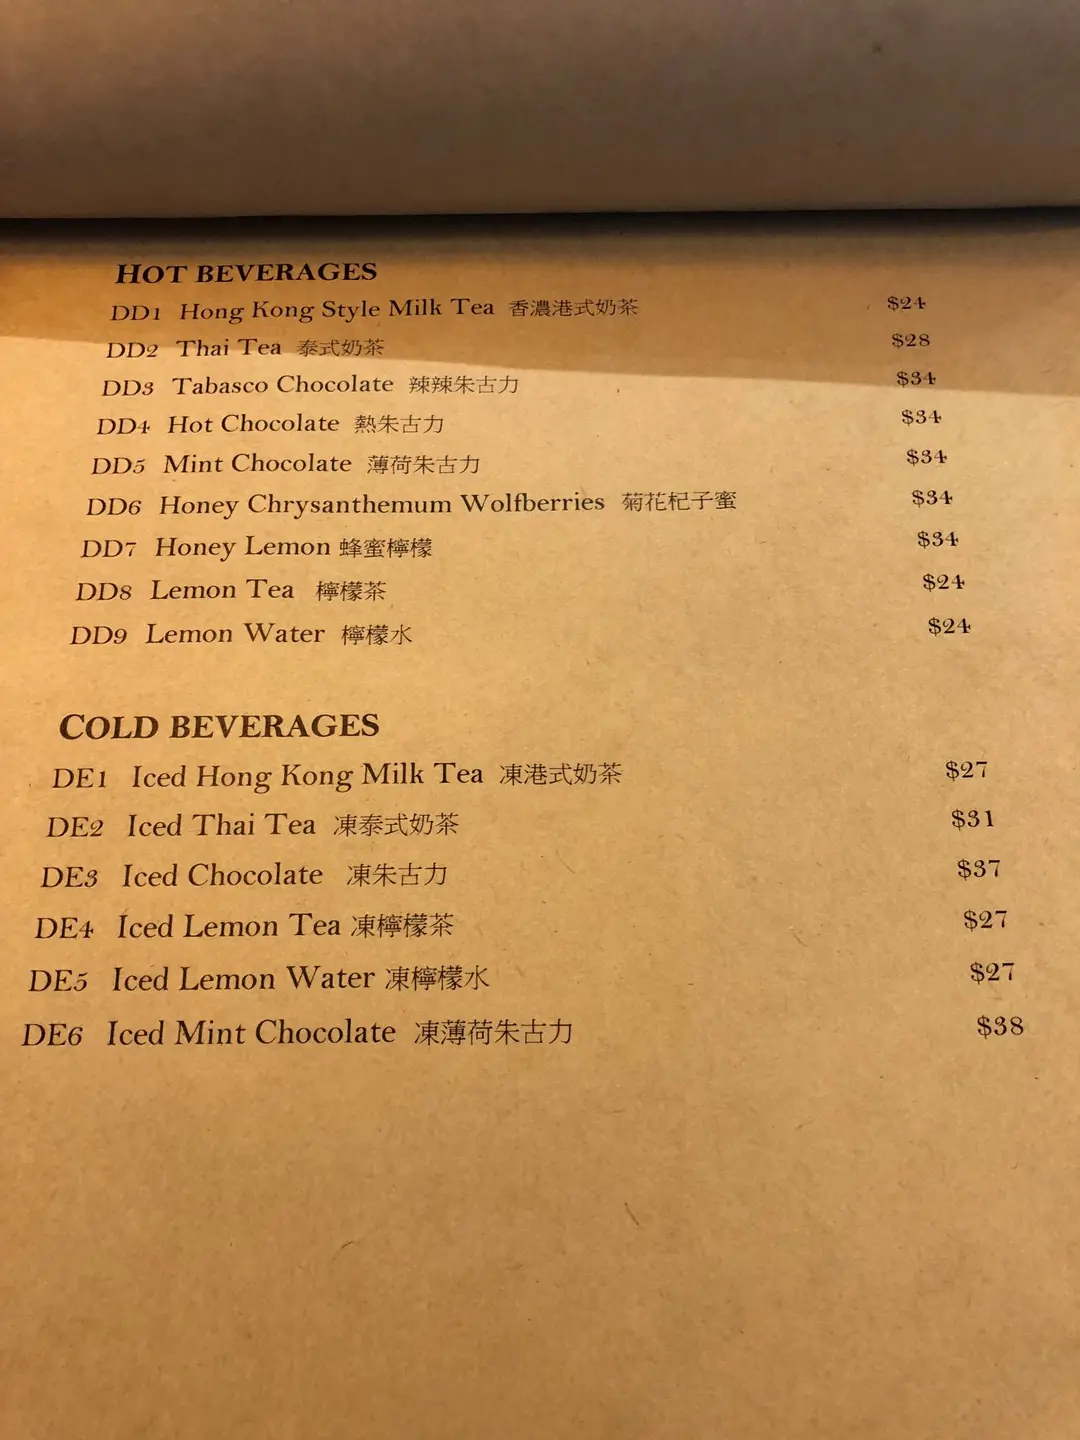 HOT BEVERAGES
DD1 Hong Kong Style Milk Tea 香濃港式奶茶 $24
DD2 Thai Tea 泰式奶茶 $28
DD3 Tabasco Chocolate 辣辣朱古力 $34
DD4 Hot Chocolate 熱朱古力 $34
DD5 Mint Chocolate 薄荷朱古力 $34
DD6 Honey Chrysanthemum Wolfberries 菊花杞子蜜 $34
DD7 Honey Lemon 蜂蜜檸檬 $34
DD8 Lemon Tea 檸檬茶 $24
DD9 Lemon Water 檸檬水 $24
COLD BEVERAGES
DE1 Iced Hong Kong Milk Tea 凍港式奶茶 $27
DE2 Iced Thai Tea 凍泰式奶茶 $31
DE3 Iced Chocolate 凍朱古力 $37
DE4 Iced Lemon Tea 凍檸檬茶 $27
DE5 Iced Lemon Water 凍檸檬水 $27
DE6 Iced Mint Chocolate 凍薄荷朱古力 $38